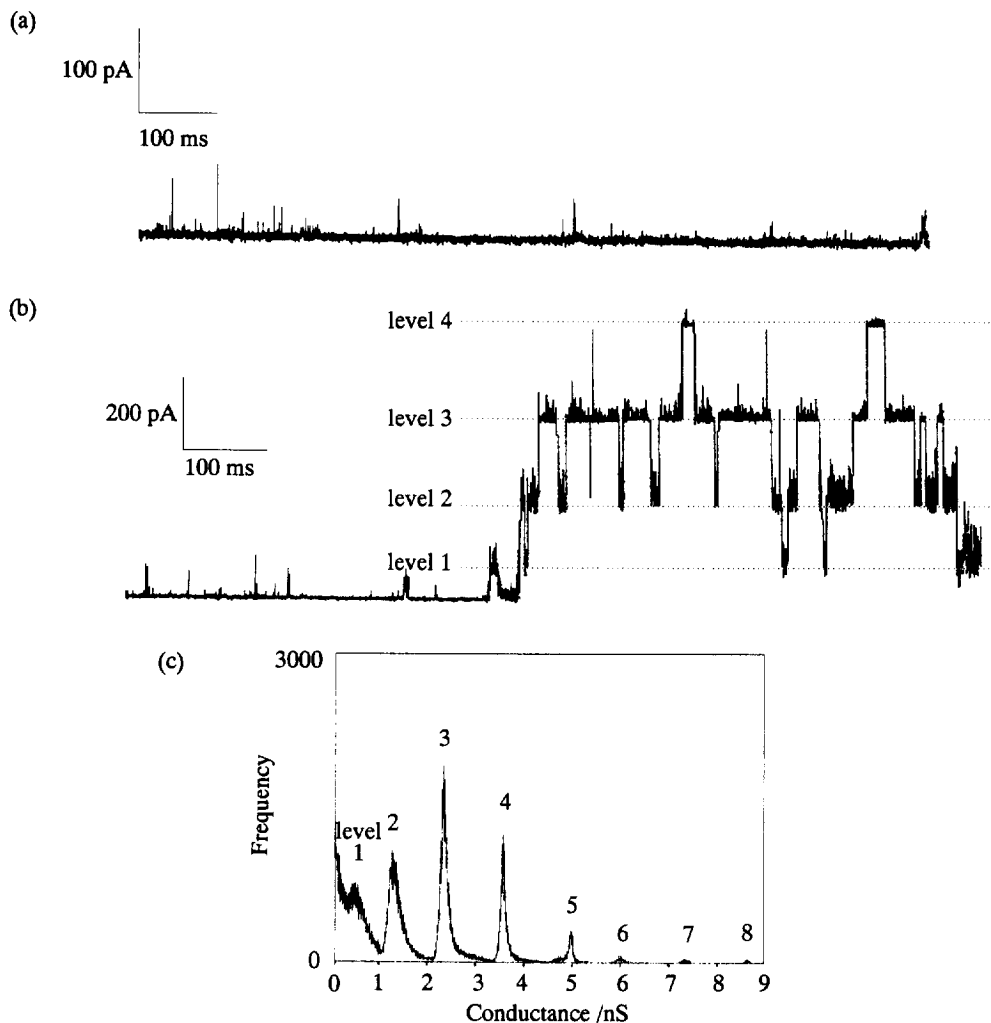 (a)
100 pA
100 ms
(b)
level 4
200 pA
100 ms
level 3
level 2
level 1
(c)
3000
Frequency
0
level
1
2
3
4
5
6
7
8
0 1 2 3 4 5 6 7 8 9
Conductance /nS